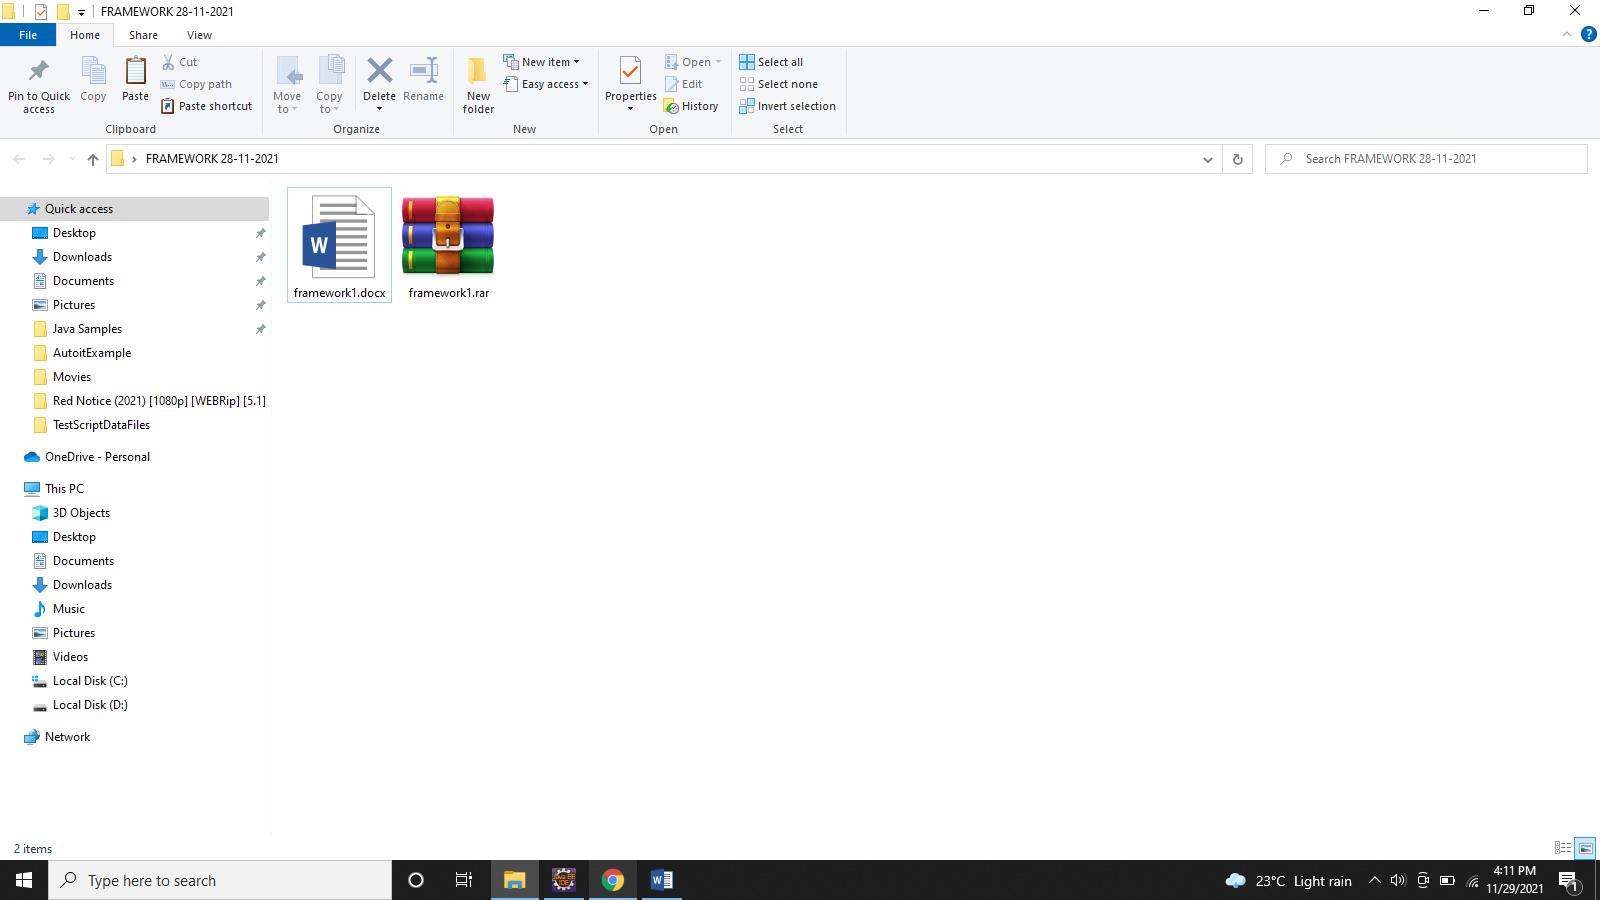 FRAMEWORK 28-11-2021
File Home Share View
Pin to Quick access
Copy
Paste
Cut
Copy path
Paste shortcut
Clipboard
Move to
Copy to
Delete
Rename
Organize
New folder
New item
Easy access
New
Properties
Open
Edit
History
Open
Select all
Select none
Invert selection
Select
FRAMEWORK 28-11-2021
Search FRAMEWORK 28-11-2021
Quick access
Desktop
Downloads
Documents
Pictures
Java Samples
AutoitExample
Movies
Red Notice (2021) [1080p] [WEBRip] [5.1]
TestScriptDataFiles
OneDrive - Personal
This PC
3D Objects
Desktop
Documents
Downloads
Music
Pictures
Videos
Local Disk (C:)
Local Disk (D:)
Network
W
framework1.docx
framework1.rar
2 items
Type here to search
23°C Light rain
4:11 PM
11/29/2021
1